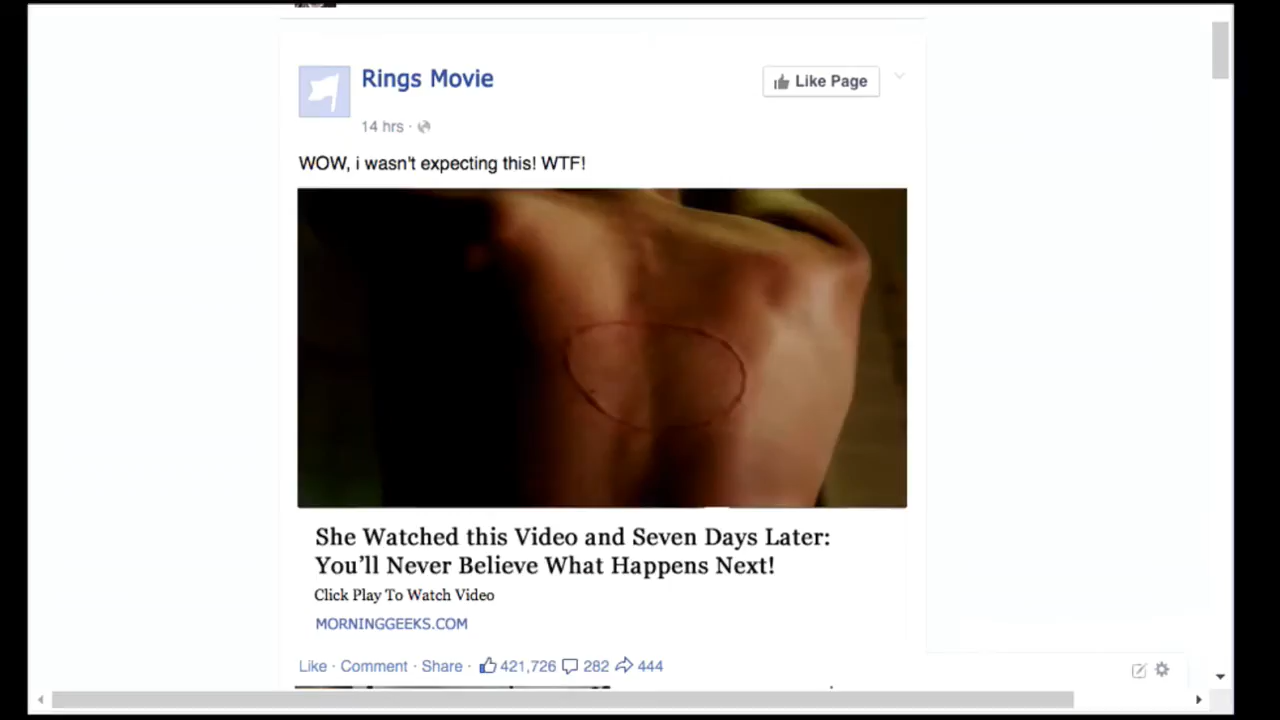 Rings Movie
Like Page
14 hrs ·
WOW, i wasn't expecting this! WTF!
She Watched this Video and Seven Days Later:
You'll Never Believe What Happens Next!
Click Play To Watch Video
MORNINGGEEKS.COM
Like · Comment · Share · 421,726 282 444